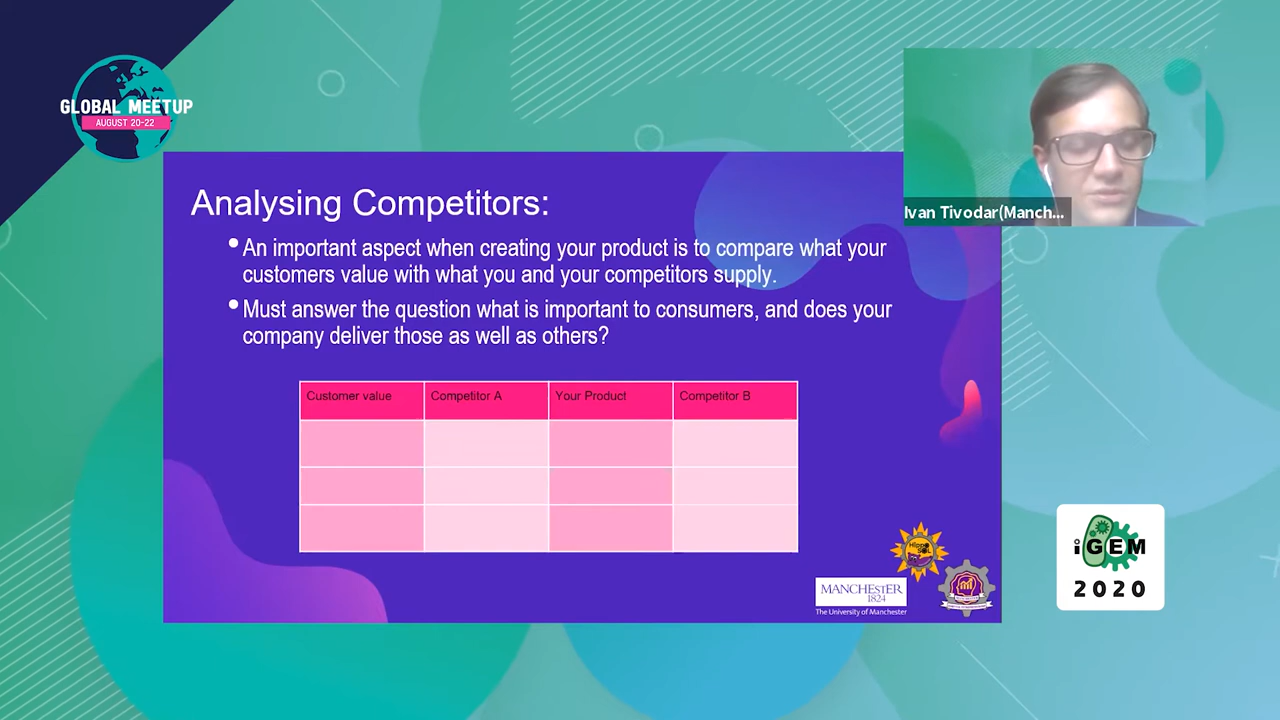 GLOBAL MEETUP
AUGUST 20-22
Ivan Tivodar(Manch...
Analysing Competitors:
•An important aspect when creating your product is to compare what your
customers value with what you and your competitors supply.
•Must answer the question what is important to consumers, and does your
company deliver those as well as others?
Customer value Competitor A Your Product Competitor B
Hippo
SOL
MANCHESTER
1824
The University of Manchester
iGEM
2020